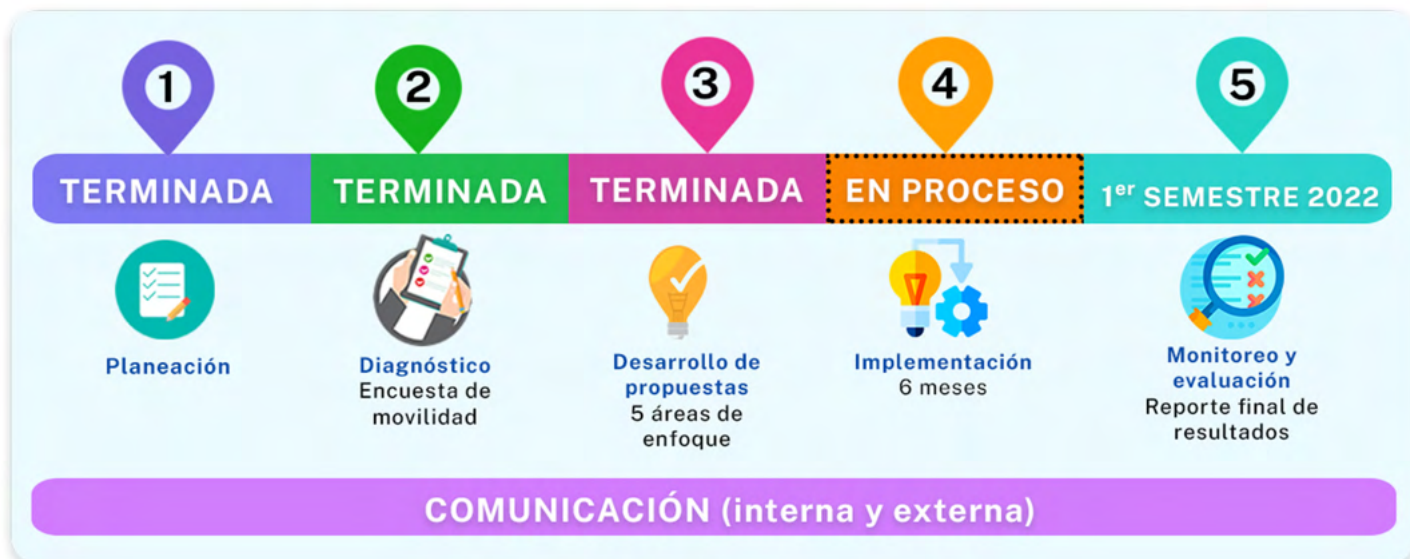 1
2
3
4
5
TERMINADA
TERMINADA
TERMINADA
EN PROCESO
1er SEMESTRE 2022
Planeación
Diagnóstico
Encuesta de
movilidad
Desarrollo de
propuestas
5 áreas de
enfoque
Implementación
6 meses
Monitoreo y
evaluación
Reporte final de
resultados
COMUNICACIÓN (interna y externa)